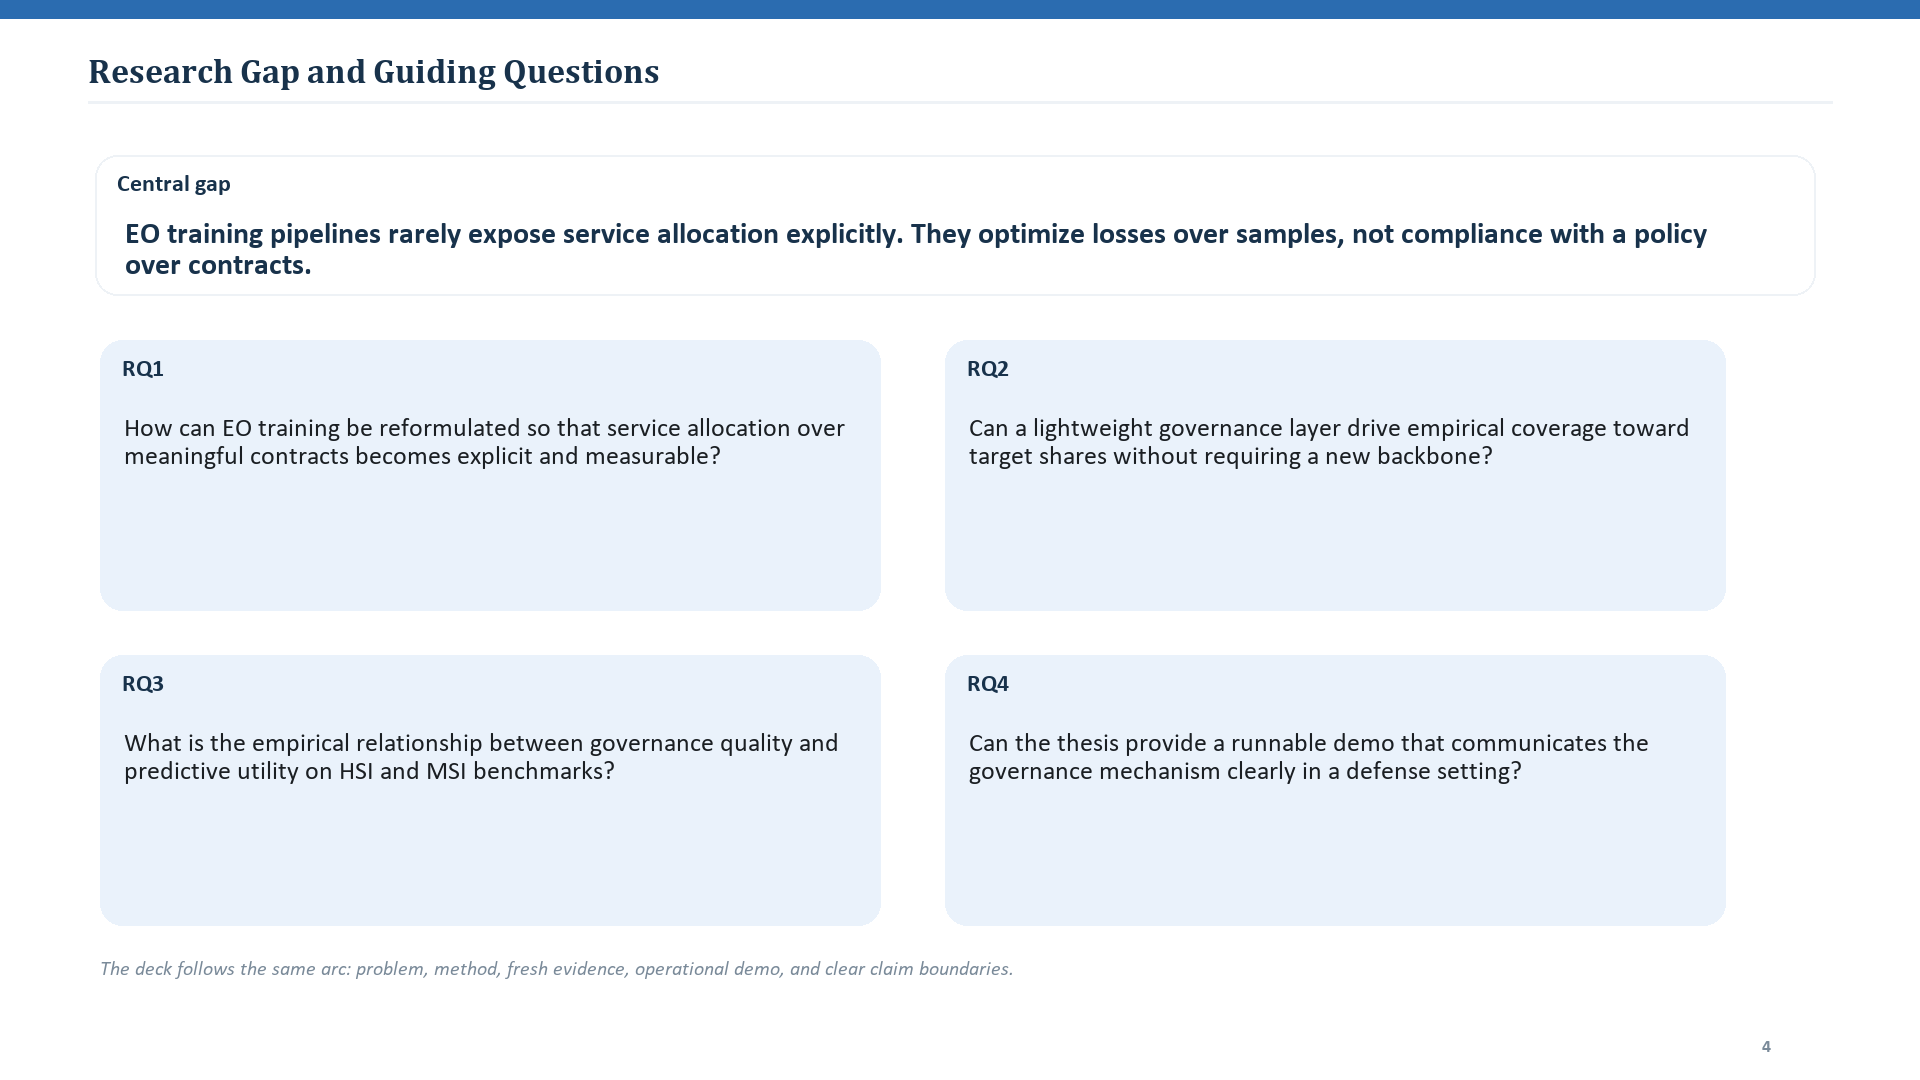 Research Gap and Guiding Questions
Central gap
EO training pipelines rarely expose service allocation explicitly. They optimize losses over samples, not compliance with a policy
over contracts.
RQ1
How can EO training be reformulated so that service allocation over
meaningful contracts becomes explicit and measurable?
RQ2
Can a lightweight governance layer drive empirical coverage toward
target shares without requiring a new backbone?
RQ3
What is the empirical relationship between governance quality and
predictive utility on HSI and MSI benchmarks?
RQ4
Can the thesis provide a runnable demo that communicates the
governance mechanism clearly in a defense setting?
The deck follows the same arc: problem, method, fresh evidence, operational demo, and clear claim boundaries.
4